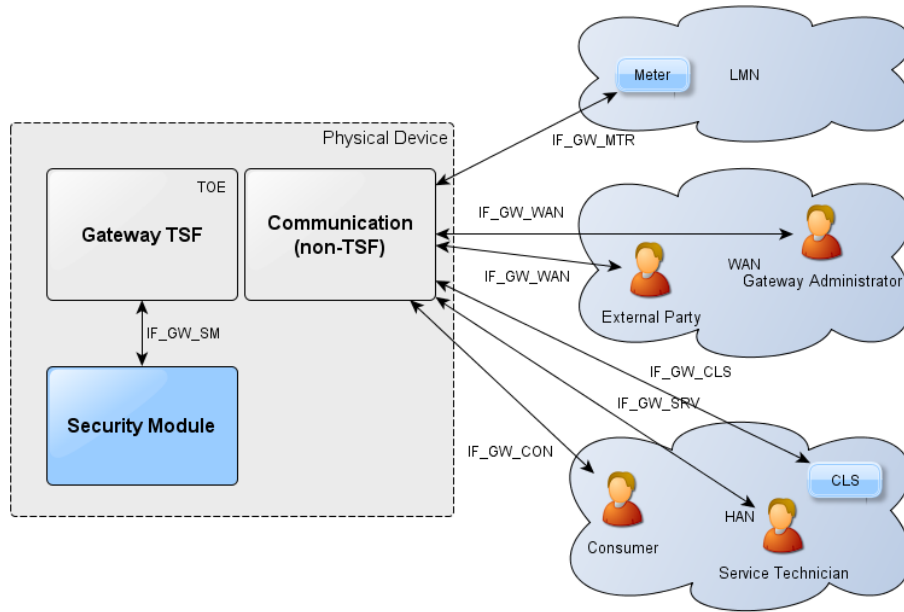 Meter
LMN
Physical Device
IF_GW_MTR
TOE
Gateway TSF
Communication
(non-TSF)
IF_GW_WAN
IF_GW_WAN
WAN
Gateway Administrator
External Party
IF_GW_SM
IF_GW_CLS
IF_GW_SRV
Security Module
IF_GW_CON
CLS
HAN
Consumer
Service Technician